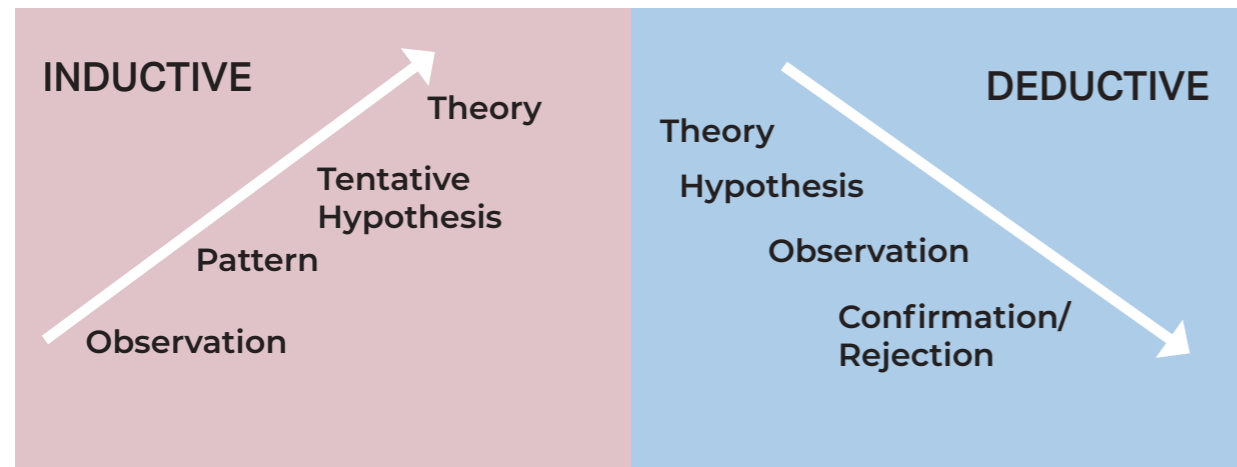 INDUCTIVE
Theory
Tentative
Hypothesis
Pattern
Observation
DEDUCTIVE
Theory
Hypothesis
Observation
Confirmation/
Rejection